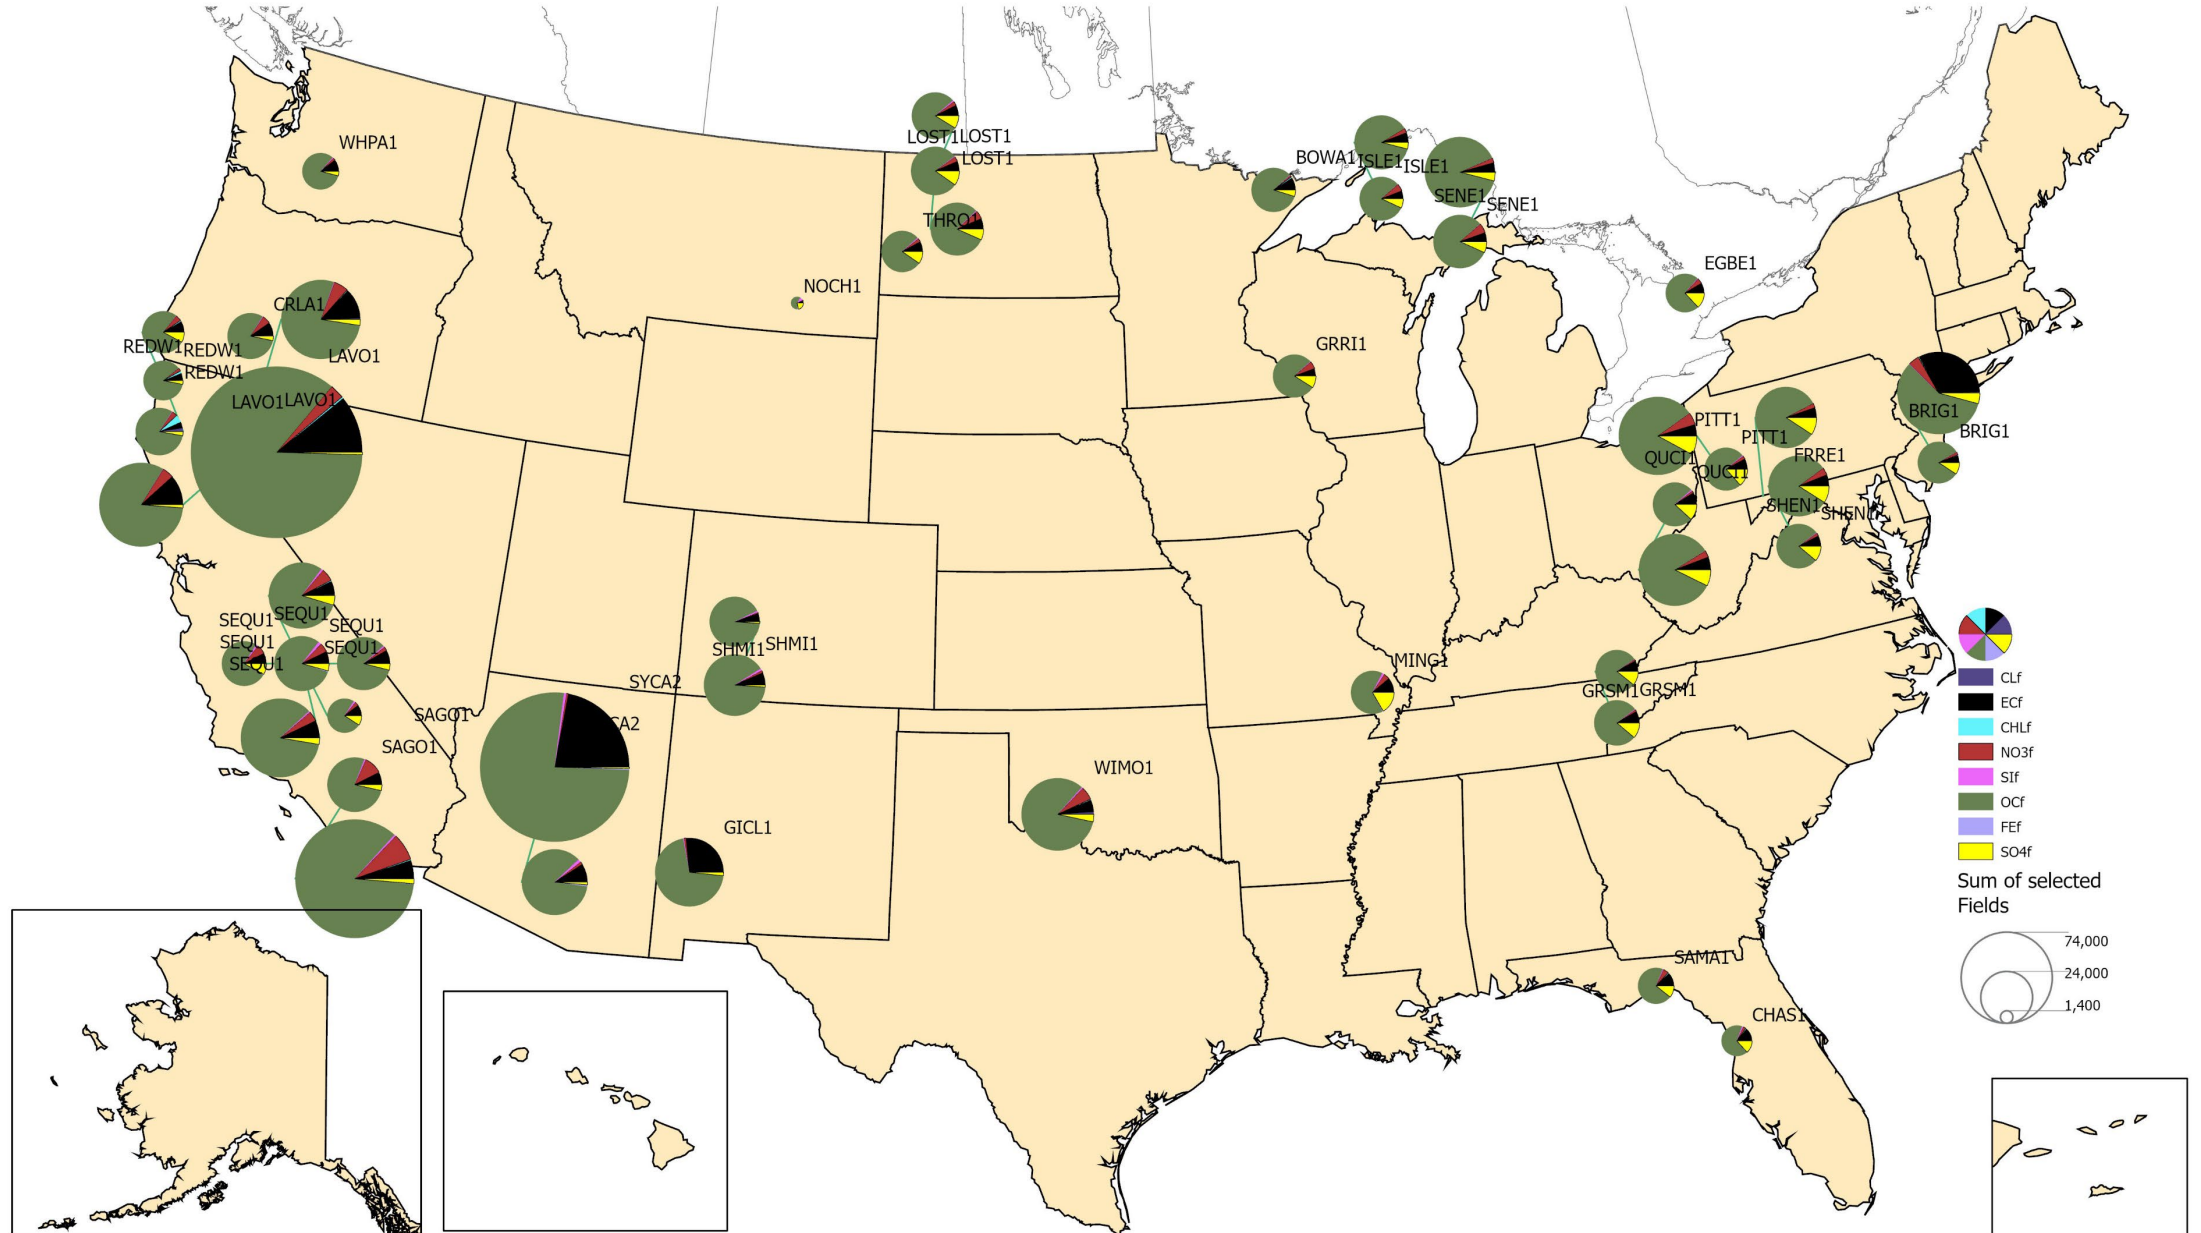 WHPA1
LOST1 LOST1
LOST1
BOWA1 ISLE1 ISLE1
SENE1
SENE1
THRO1
EGBE1
NOCH1
CRLA1
REDW1 REDW1
LAVO1
REDW1
LAVO1 LAVO1
GRRI1
BRIG1
BRIG1
PITT1
PITT1
FRRE1
QUCI1
QUCI1
SHEN1
SHEN1
SEQU1
SEQU1
SEQU1
SEQU1
SEQU1
SEQU1
SHMI1
SHMI1
MING1
SYCA2
CA2
GRSM1 GRSM1
SAGO1
SAGO1
WIMO1
GICL1
SAMA1
CHAS1
CLf
ECf
CHLf
NO3f
SIf
OCf
FEf
SO4f
Sum of selected
Fields
74,000
24,000
1,400